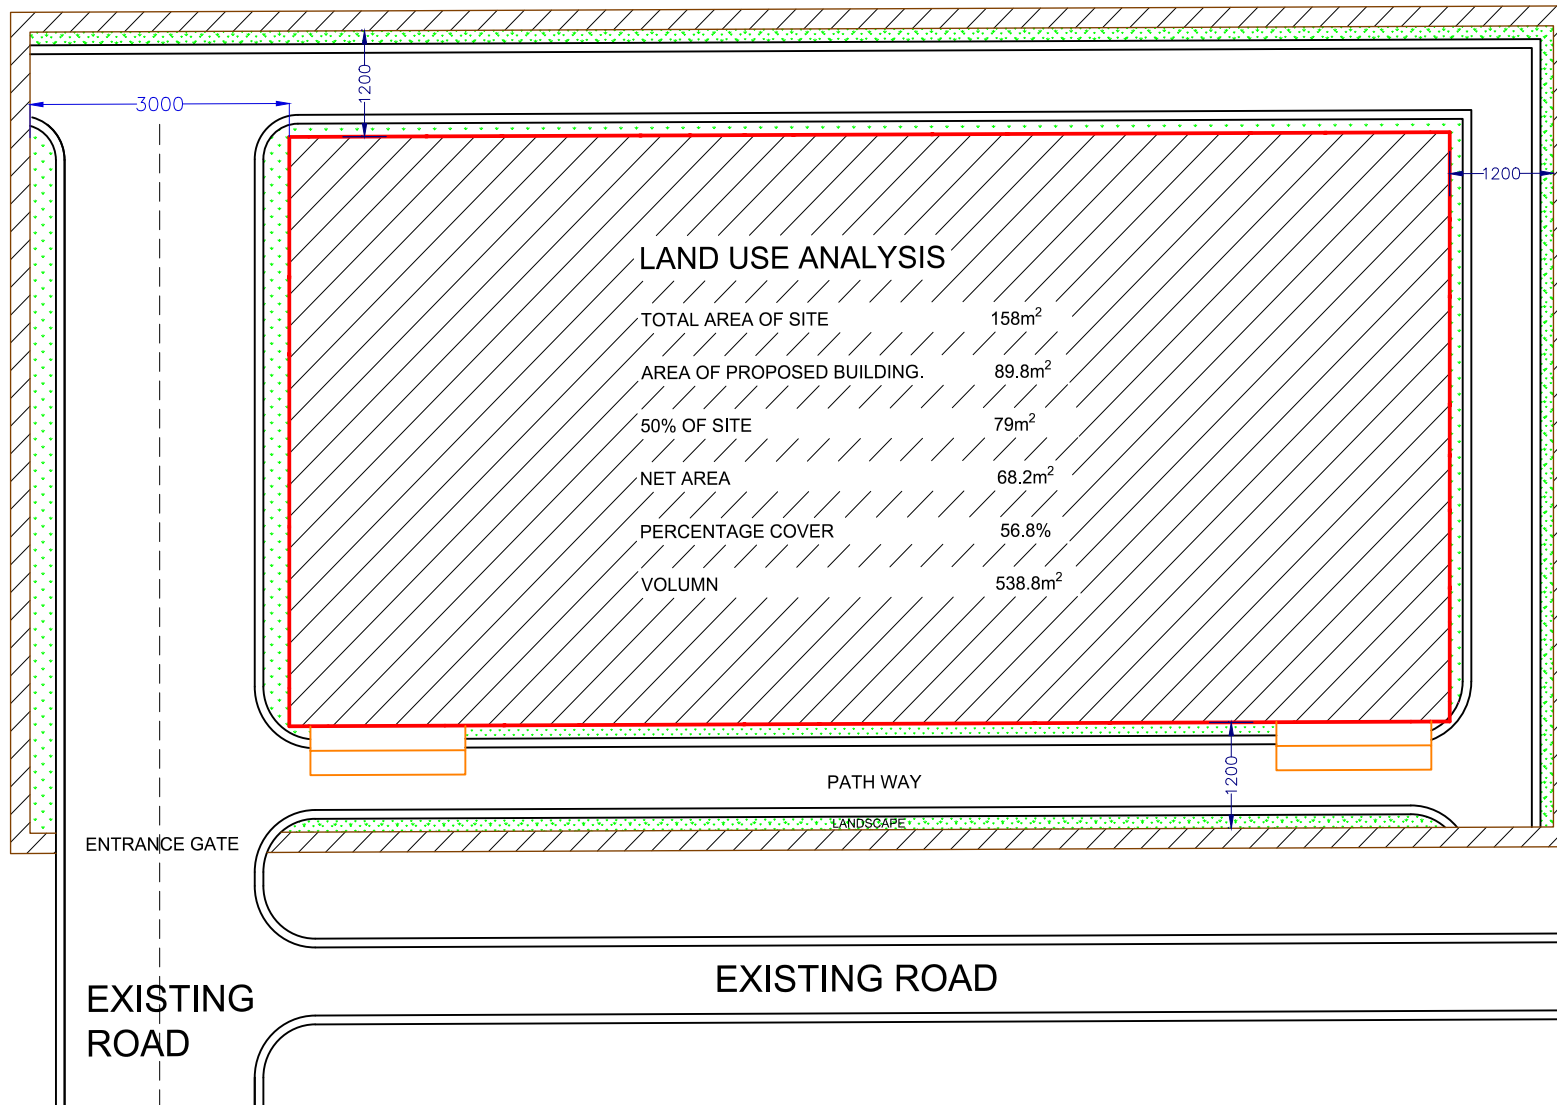 3000
1200
1200
LAND USE ANALYSIS
TOTAL AREA OF SITE 158m²
AREA OF PROPOSED BUILDING. 89.8m²
50% OF SITE 79m²
NET AREA 68.2m²
PERCENTAGE COVER 56.8%
VOLUMN 538.8m²
PATH WAY
1200
LANDSCAPE
ENTRANCE GATE
EXISTING ROAD
EXISTING
ROAD